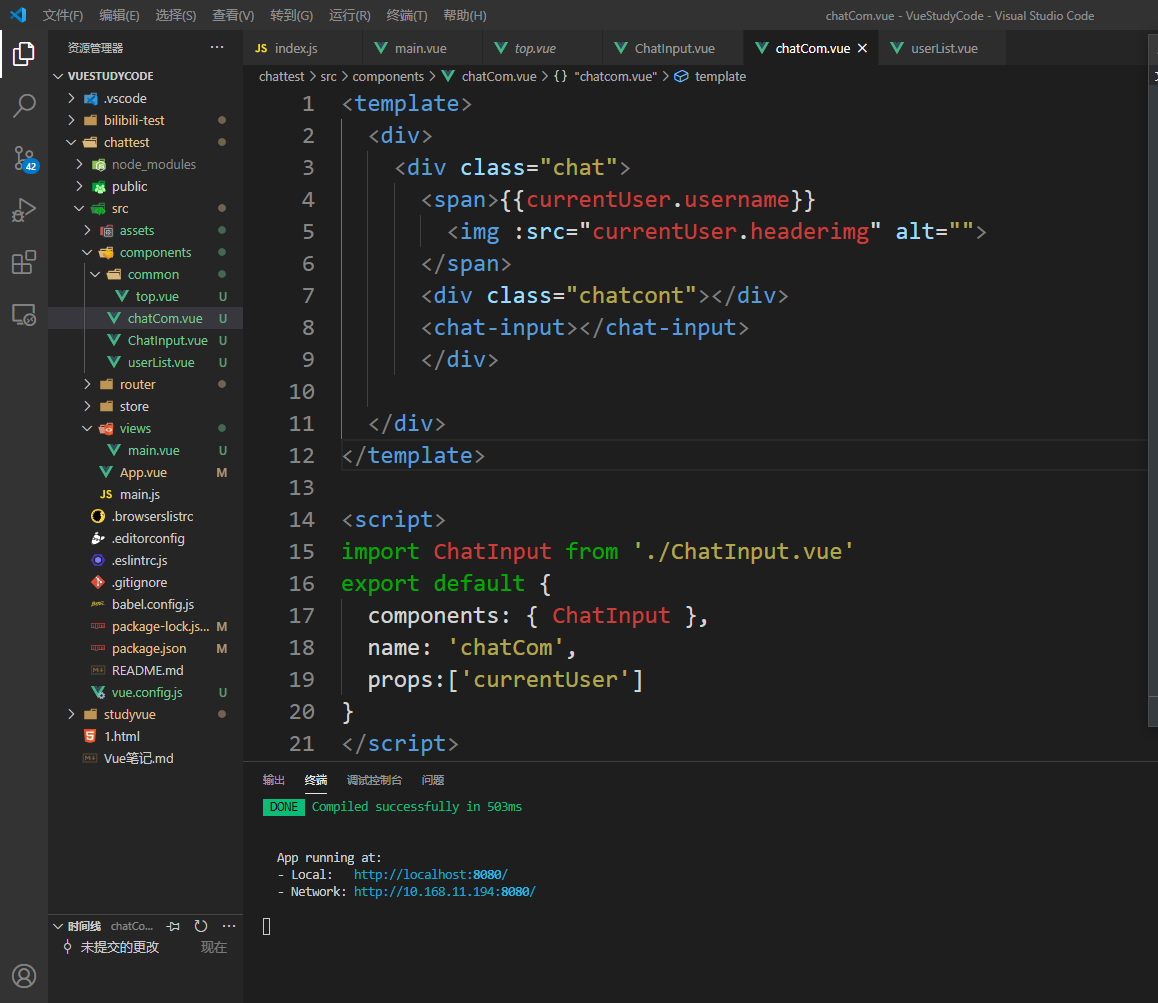 文件(F) 编辑(E) 选择(S) 查看(V) 转到(G) 运行(R) 终端(T) 帮助(H) chatCom.vue - VueStudyCode - Visual Studio Code
资源管理器 ···
VUESTUDYCODE
.vscode
bilibili-test
chattest
node_modules
public
src
assets
components
common
top.vue U
chatCom.vue U
ChatInput.vue U
userList.vue U
router
store
views
main.vue U
App.vue M
JS main.js
.browserslistrc
.editorconfig
.eslintrc.js
.gitignore
babel.config.js
package-lock.js... M
package.json M
README.md
vue.config.js U
studyvue
1.html
Vue笔记.md
42
时间线 chatCo... ···
未提交的更改 现在
JS index.js main.vue top.vue ChatInput.vue chatCom.vue userList.vue
chattest > src > components > chatCom.vue > {} "chatcom.vue" > template
1 <template>
2 <div>
3 <div class="chat">
4 <span>{{currentUser.username}}
5 <img :src="currentUser.headerimg" alt="">
6 </span>
7 <div class="chatcont"></div>
8 <chat-input></chat-input>
9 </div>
10
11 </div>
12 </template>
13
14 <script>
15 import ChatInput from './ChatInput.vue'
16 export default {
17 components: { ChatInput },
18 name: 'chatCom',
19 props:['currentUser']
20 }
21 </script>
输出 终端 调试控制台 问题
DONE Compiled successfully in 503ms
App running at:
- Local: http://localhost:8080/
- Network: http://10.168.11.194:8080/